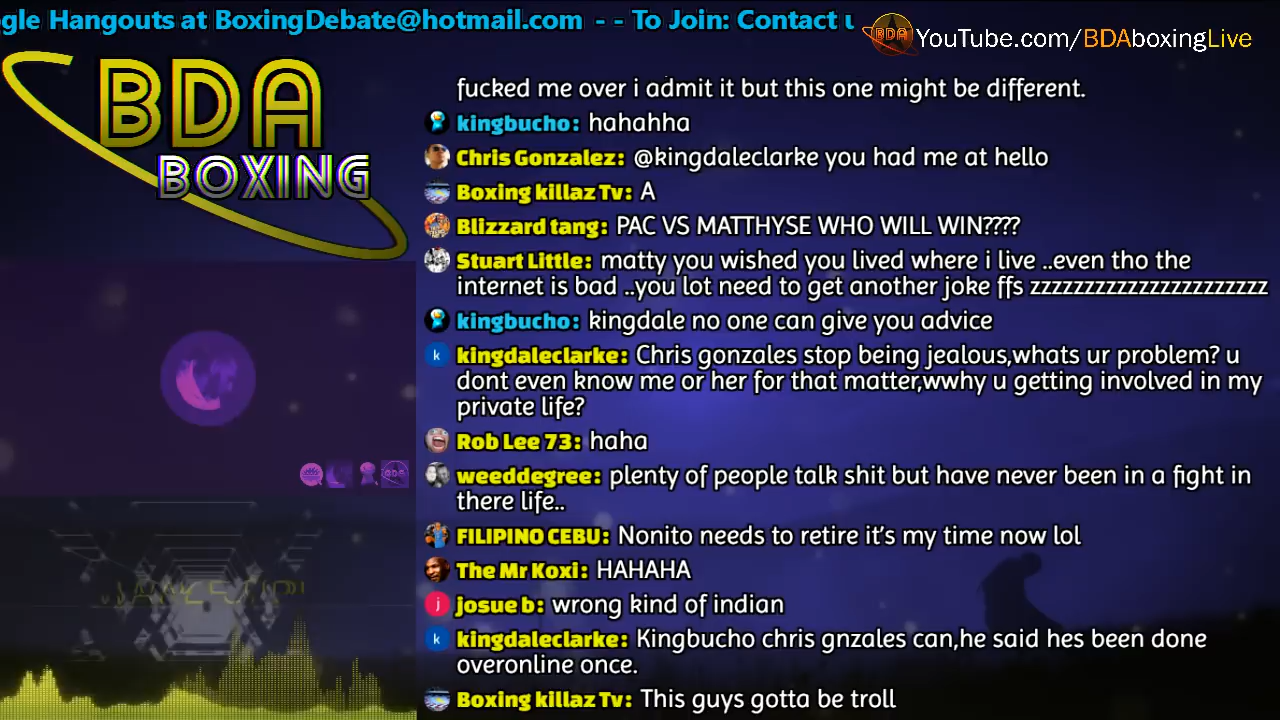 gle Hangouts at BoxingDebate@hotmail.com - - To Join: Contact u
BDA
YouTube.com/BDAboxingLive
BDA
BOXING
fucked me over i admit it but this one might be different.
kingbucho: hahahha
Chris Gonzalez: @kingdaleclarke you had me at hello
Boxing killaz Tv: A
Blizzard tang: PAC VS MATTHYSE WHO WILL WIN????
Stuart Little: matty you wished you lived where i live ..even tho the
internet is bad ..you lot need to get another joke ffs zzzzzzzzzzzzzzzzzzzzzzz
kingbucho: kingdale no one can give you advice
k kingdaleclarke: Chris gonzales stop being jealous,whats ur problem? u
dont even know me or her for that matter,wwhy u getting involved in my
private life?
Rob Lee 73: haha
weeddegree: plenty of people talk shit but have never been in a fight in
there life..
FILIPINO CEBU: Nonito needs to retire it's my time now lol
The Mr Koxi: HAHAHA
j josue b: wrong kind of indian
k kingdaleclarke: Kingbucho chris gnzales can,he said hes been done
overonline once.
Boxing killaz Tv: This guys gotta be troll
BDA